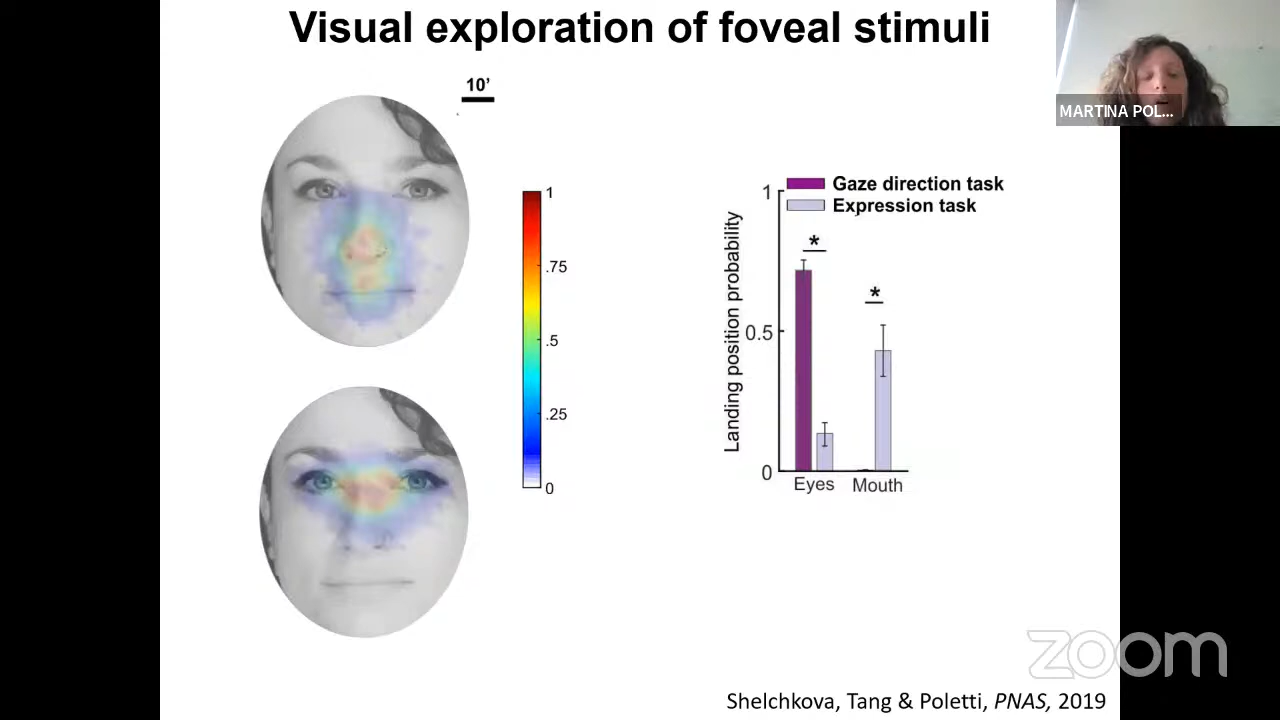 Visual exploration of foveal stimuli
MARTINA POL...
10’
1
.75
.5
.25
0
Gaze direction task
Expression task
Landing position probability
1
0.5
0
*
*
Eyes
Mouth
zoom
Shelchkova, Tang & Poletti, PNAS, 2019